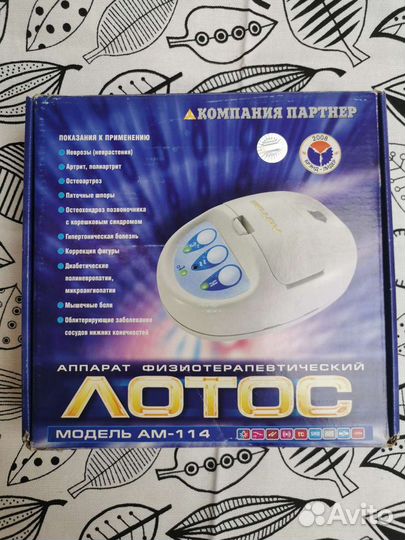 КОМПАНИЯ ПАРТНЕР
2008
ПОКАЗАНИЯ К ПРИМЕНЕНИЮ
Неврозы (неврастения)
Артрит, полиартрит
Остеоартроз
Пяточные шпоры
Остеохондроз позвоночника
с корешковым синдромом
Гипертоническая болезнь
Коррекция фигуры
Диабетические
полиневропатии,
микроангиопатии
Мышечные боли
Облитерирующие заболевания
сосудов нижних конечностей
АППАРАТ ФИЗИОТЕРАПЕВТИЧЕСКИЙ
ЛОТОС
МОДЕЛЬ АМ-114
Avito